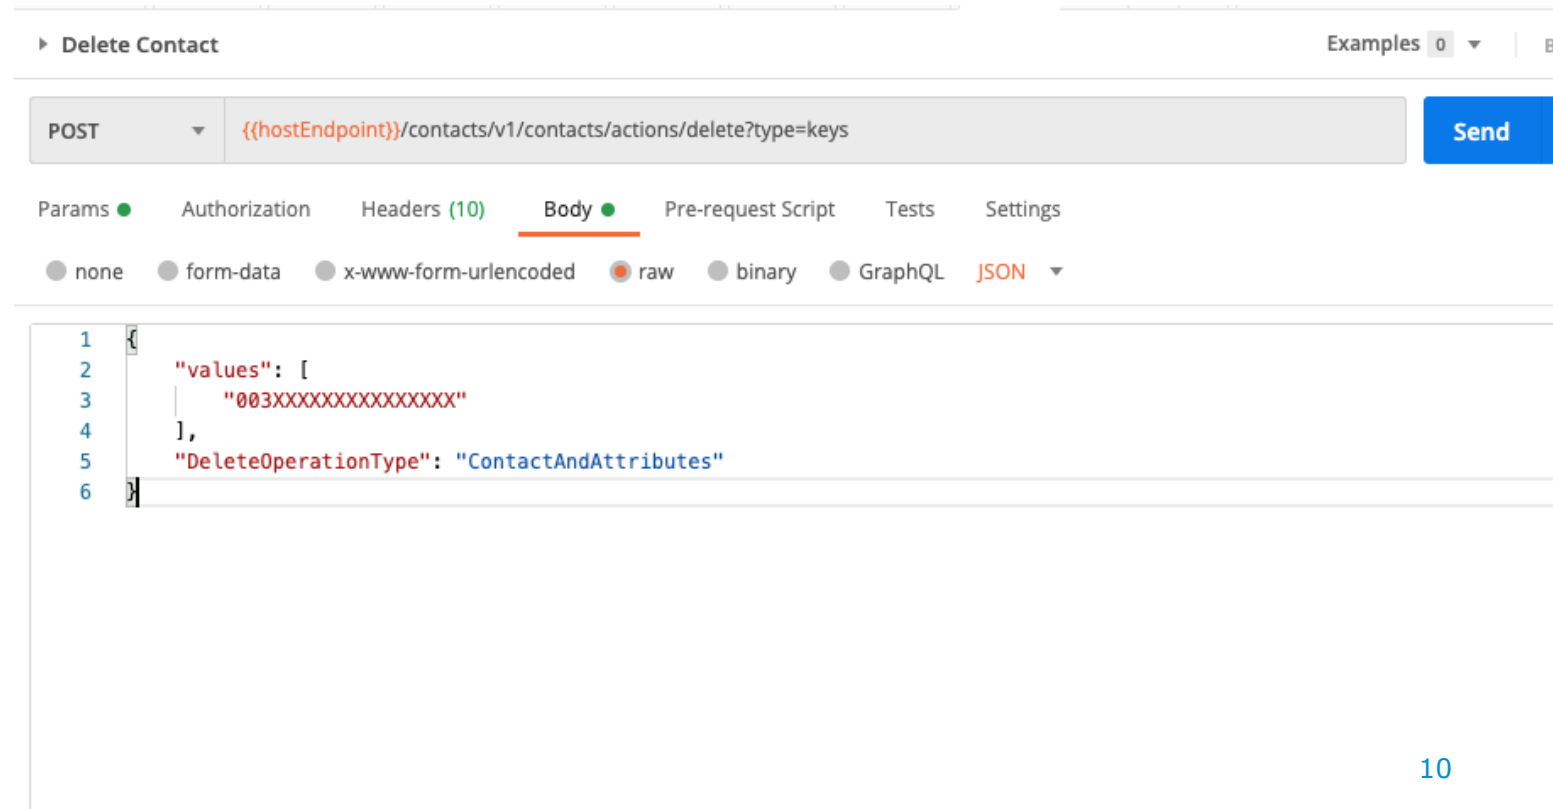 Delete Contact
Examples 0
POST {{hostEndpoint}}/contacts/v1/contacts/actions/delete?type=keys Send
Params Authorization Headers (10) Body Pre-request Script Tests Settings
none form-data x-www-form-urlencoded raw binary GraphQL JSON
1 {
2 "values": [
3 "003XXXXXXXXXXXXXXX"
4 ],
5 "DeleteOperationType": "ContactAndAttributes"
6 }
10